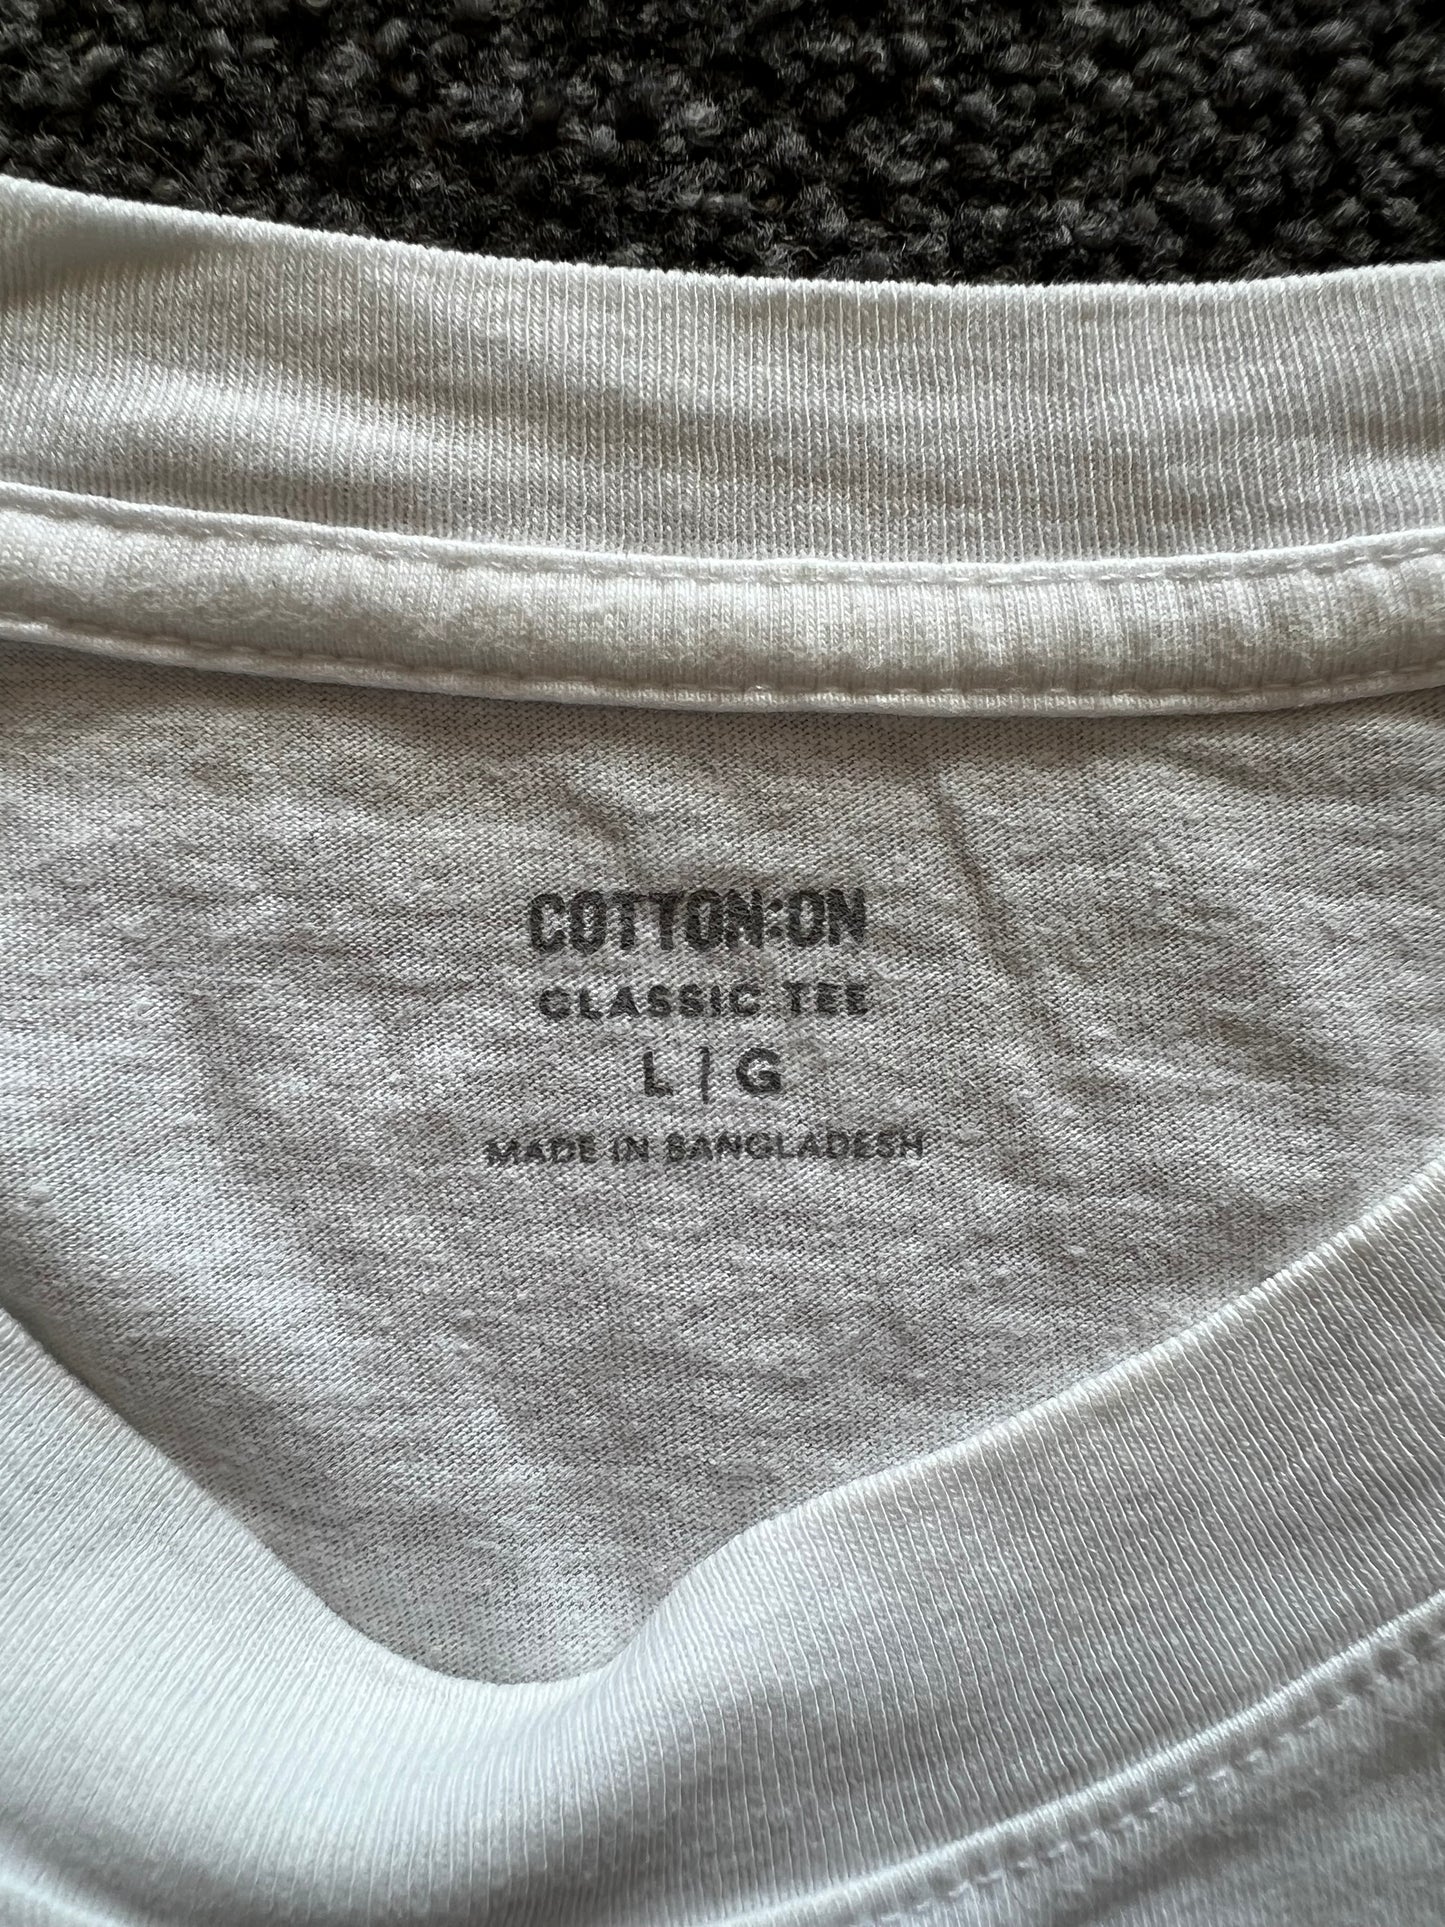 COTTON:ON
CLASSIC TEE
L | G
MADE IN BANGLADESH